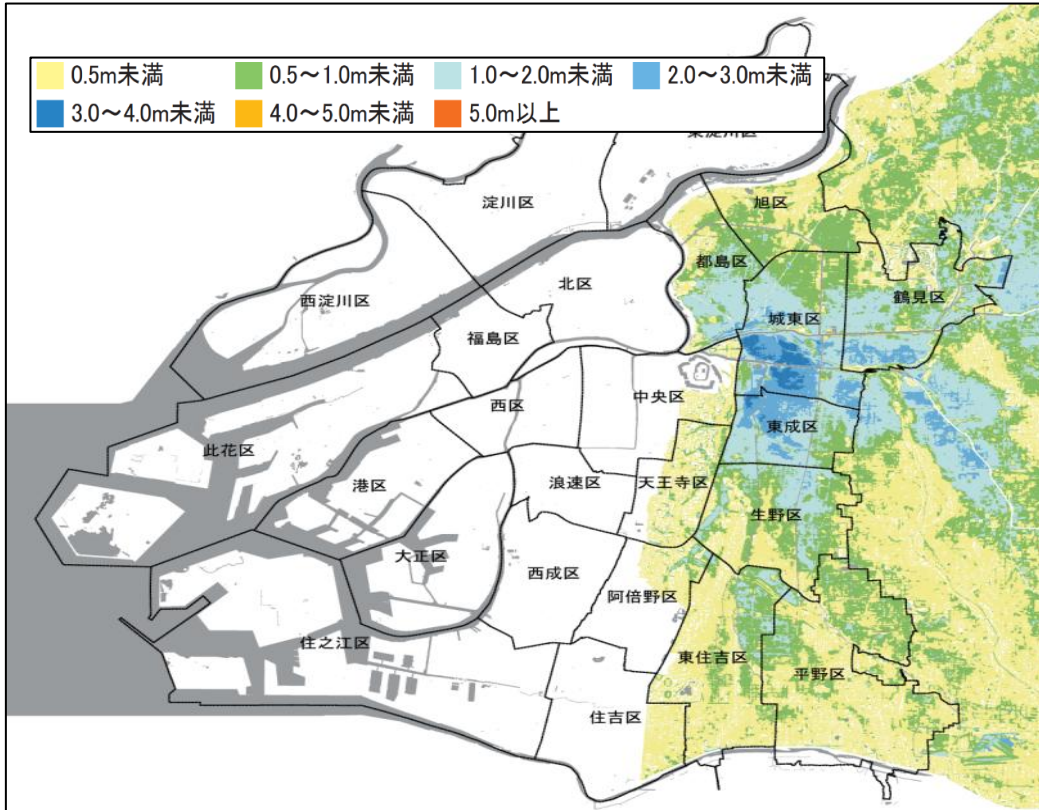 0.5m未満 0.5～1.0m未満 1.0～2.0m未満 2.0～3.0m未満
3.0～4.0m未満 4.0～5.0m未満 5.0m以上
東淀川区
淀川区
旭区
都島区
北区
西淀川区
鶴見区
城東区
福島区
中央区
西区
東成区
此花区
浪速区
天王寺区
港区
生野区
大正区
西成区
阿倍野区
住之江区
東住吉区
平野区
住吉区